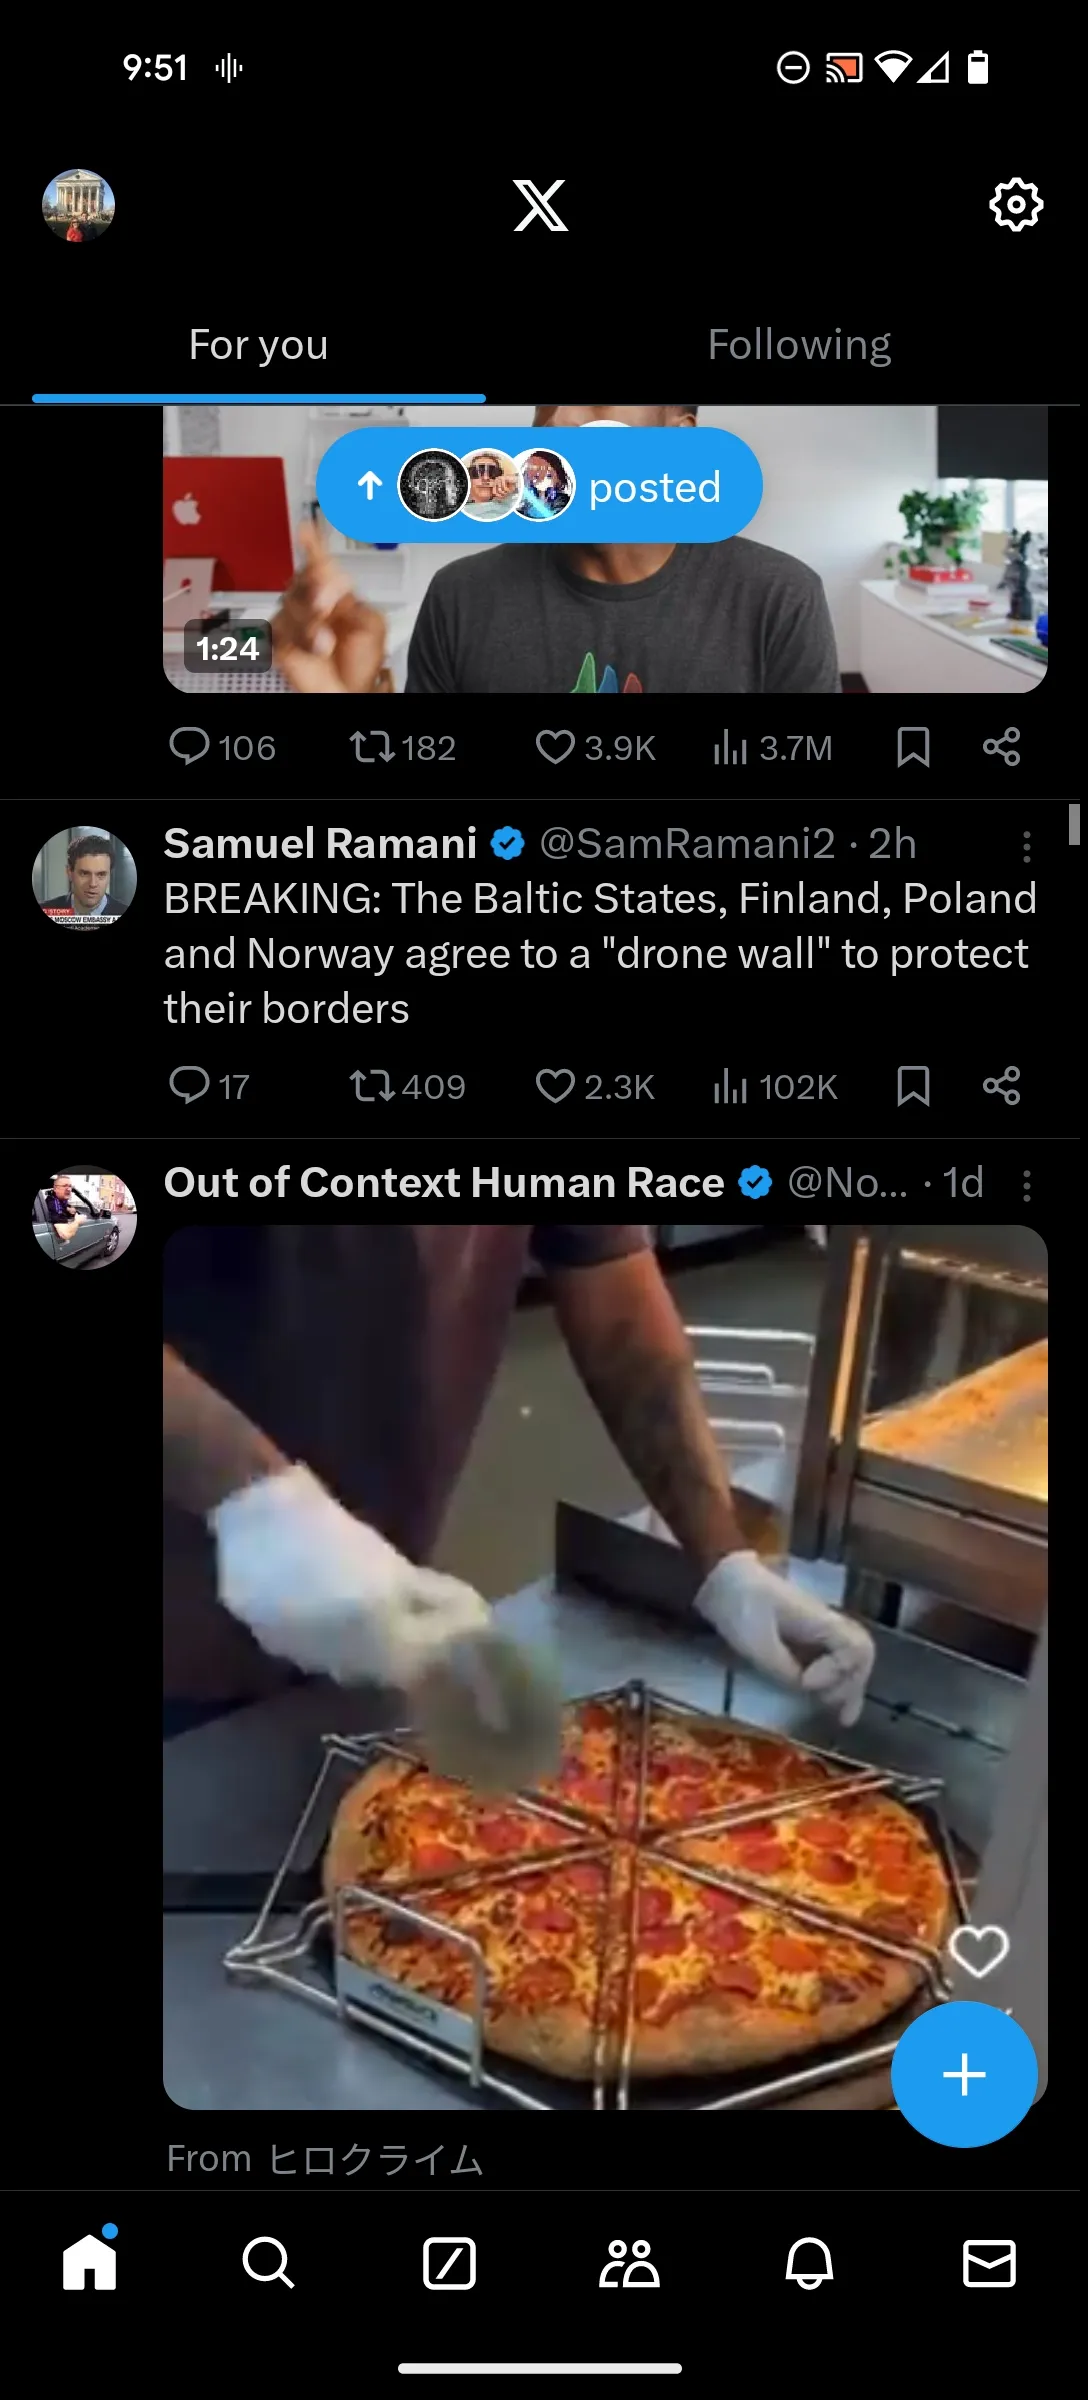 9:51
For you
Following
posted
1:24
106 182 3.9K 3.7M
Samuel Ramani @SamRamani2 · 2h
BREAKING: The Baltic States, Finland, Poland
and Norway agree to a "drone wall" to protect
their borders
17 409 2.3K 102K
Out of Context Human Race @No... · 1d
From ヒロクライム